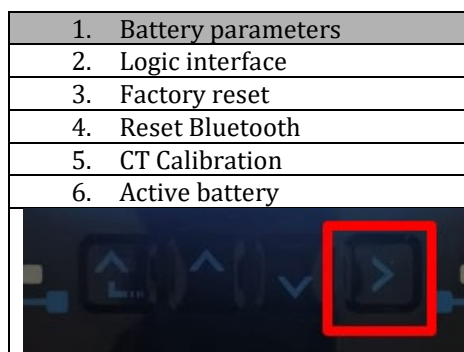 1. Battery parameters
2. Logic interface
3. Factory reset
4. Reset Bluetooth
5. CT Calibration
6. Active battery